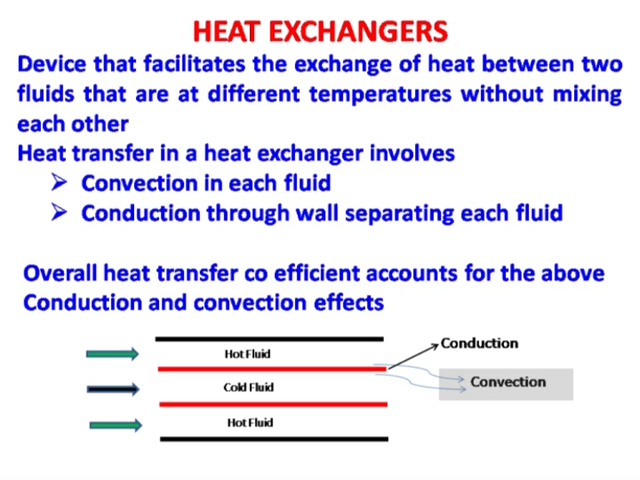 HEAT EXCHANGERS
Device that facilitates the exchange of heat between two
fluids that are at different temperatures without mixing
each other
Heat transfer in a heat exchanger involves
➢ Convection in each fluid
➢ Conduction through wall separating each fluid
Overall heat transfer co efficient accounts for the above
Conduction and convection effects
Conduction
Hot Fluid
Convection
Cold Fluid
Hot Fluid